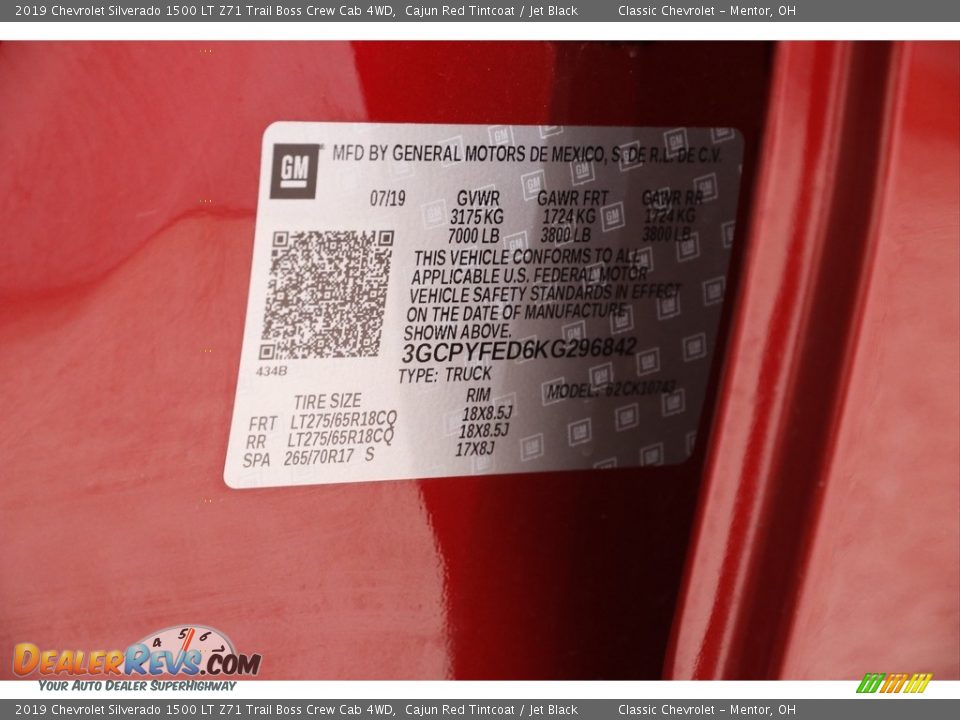 2019 Chevrolet Silverado 1500 LT Z71 Trail Boss Crew Cab 4WD, Cajun Red Tintcoat / Jet Black Classic Chevrolet – Mentor, OH
GM MFD BY GENERAL MOTORS DE MEXICO, S. DE R.L. DE C.V.
07/19 GVWR GAWR FRT GAWR RR
3175 KG 1724 KG 1724 KG
7000 LB 3800 LB 3800 LB
THIS VEHICLE CONFORMS TO ALL
APPLICABLE U.S. FEDERAL MOTOR
VEHICLE SAFETY STANDARDS IN EFFECT
ON THE DATE OF MANUFACTURE
SHOWN ABOVE.
3GCPYFED6KG296842
434B
TYPE: TRUCK
MODEL: 62CK10743
TIRE SIZE RIM
FRT LT275/65R18CQ 18X8.5J
RR LT275/65R18CQ 18X8.5J
SPA 265/70R17 S 17X8J
4 5 6
DEALERREVS.COM
YOUR AUTO DEALER SUPERHIGHWAY
2019 Chevrolet Silverado 1500 LT Z71 Trail Boss Crew Cab 4WD, Cajun Red Tintcoat / Jet Black Classic Chevrolet – Mentor, OH